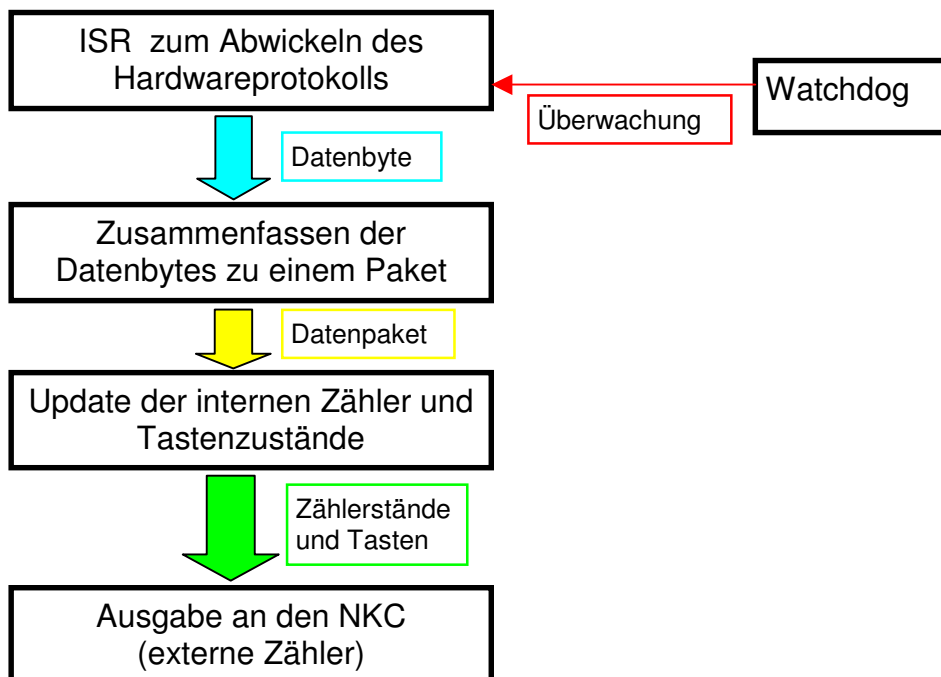 ISR zum Abwickeln des
Hardwareprotokolls
Watchdog
Überwachung
Datenbyte
Zusammenfassen der
Datenbytes zu einem Paket
Datenpaket
Update der internen Zähler und
Tastenzustände
Zählerstände
und Tasten
Ausgabe an den NKC
(externe Zähler)